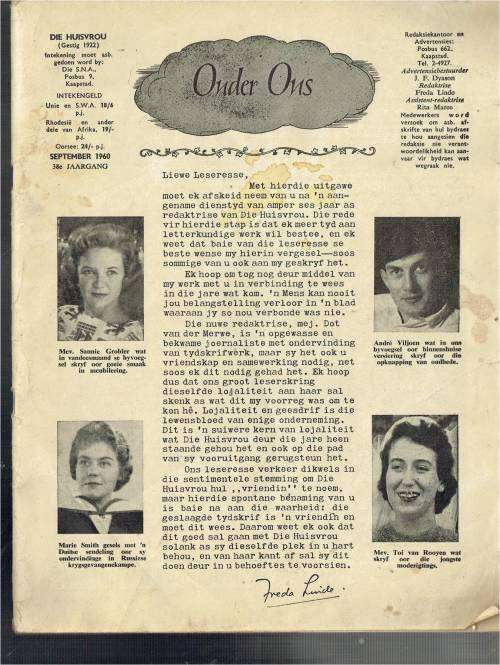 DIE HUISVROU
(Gestig 1922)
Intekening moet asb.
gedoen word by:
Die S.N.A.,
Posbus 9,
Kaapstad.
INTEKENGELD
Unie en S.W.A. 18/6
p.j.
Rhodesië en ander
dele van Afrika, 19/-
p.j.
Oorsee: 24/- p.j.
SEPTEMBER 1960
38e JAARGANG
Onder Ons
Redaksiekantoor en
Advertensies:
Posbus 662,
Kaapstad.
Tel. 2-4927.
Advertensiebestuurder
J. F. Dyason
Redaktrise
Freda Linde
Assistent-redaktrise
Rita Maree
Medewerkers word
versoek om asb. af-
skrifte van hul bydraes
te hou aangesien die
redaksie nie verant-
woordelikheid kan aan-
vaar vir bydraes wat
wegraak nie.
Liewe Leseresse,
Met hierdie uitgawe
moet ek afskeid neem van u na 'n aan-
gename dienstyd van amper ses jaar as
redaktrise van Die Huisvrou. Die rede
vir hierdie stap is dat ek meer tyd aan
letterkundige werk wil bestee, en ek
weet dat baie van die leseresse se
beste wense my hierin vergesel—soos
sommige van u ook aan my geskryf het.
Ek hoop om tog nog deur middel van
my werk met u in verbinding te wees
in die jare wat kom. 'n Mens kan nooit
jou belangstelling verloor in 'n blad
waaraan jy so nou verbonde was nie.
Die nuwe redaktrise, mej. Dot
van der Merwe, is 'n opgewasse en
bekwame joernaliste met ondervinding
van tydskrifwerk, maar sy het ook u
vriendskap en samewerking nodig, net
soos ek dit nodig gehad het. Ek hoop
dus dat ons groot leserskring
dieselfde lojaliteit aan haar sal
skenk as wat dit my voorreg was om te
kon hê. Lojaliteit en geesdrif is die
lewensbloed van enige onderneming.
Dit is 'n suiwere kern van lojaliteit
wat Die Huisvrou deur die jare heen
staande gehou het en ook op die pad
van sy vooruitgang gerugsteun het.
Ons leseresse verkeer dikwels in
die sentimentele stemming om Die
Huisvrou hul ,,vriendin'' te noem,
maar hierdie spontane benaming van u
is baie na aan die waarheid: die
geslaagde tydskrif is 'n vriendin en
moet dit wees. Daarom weet ek ook dat
dit goed sal gaan met Die Huisvrou
solank as sy dieselfde plek in u hart
behou, en van haar kant af sal sy dit
doen deur in u behoeftes te voorsien.
Freda Linde.
Mev. Sannie Grobler wat
in vandeesmaand se byvoeg-
sel skryf oor goeie smaak
in meubilering.
Marie Smith gesels met 'n
Duitse sendeling oor sy
ondervindinge in Russiese
krygsgevangenekampe.
André Viljoen wat in ons
byvoegsel oor binnenshuise
versiering skryf oor die
opknapping van oudhede.
Mev. Toi van Rooyen wat
skryf oor die jongste
moderigtings.